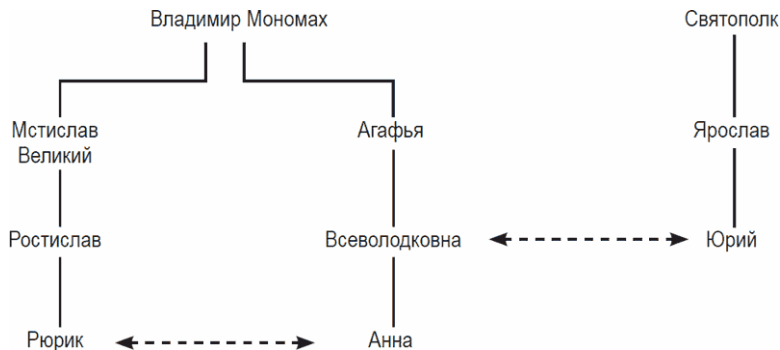 Владимир Мономах
Святополк
Мстислав
Великий
Агафья
Ярослав
Ростислав
Всеволодковна
Юрий
Рюрик
Анна